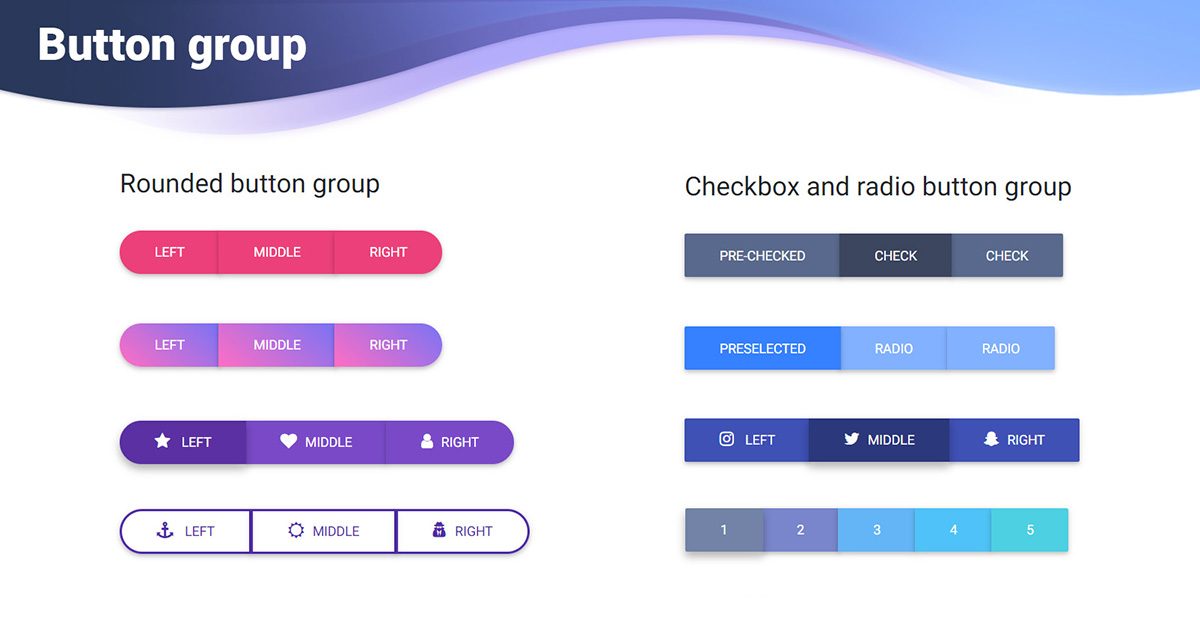 Button group
Rounded button group
LEFT MIDDLE RIGHT
LEFT MIDDLE RIGHT
LEFT MIDDLE RIGHT
LEFT MIDDLE RIGHT
Checkbox and radio button group
PRE-CHECKED CHECK CHECK
PRESELECTED RADIO RADIO
LEFT MIDDLE RIGHT
1 2 3 4 5